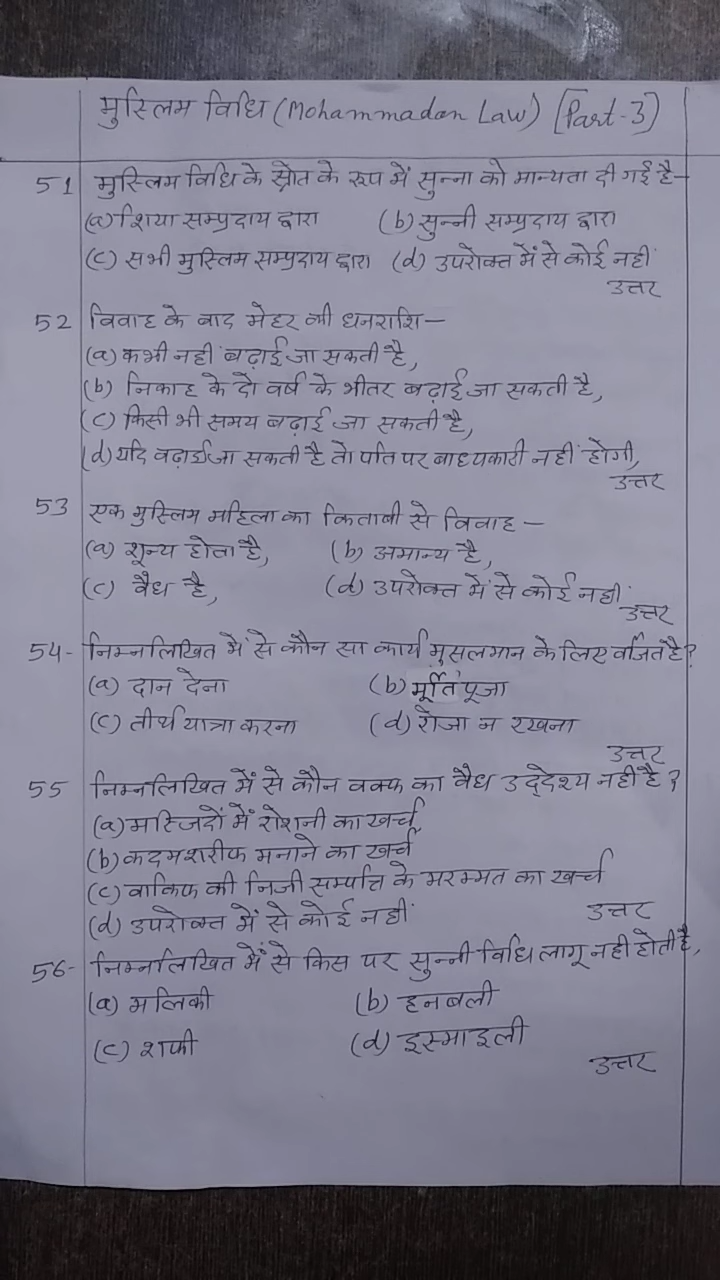 मुस्लिम विधि (Mohammadan Law) [Part-3)
51 मुस्लिम विधि के स्रोत के रूप में सुन्ना को मान्यता दी गई है-
(a) शिया सम्प्रदाय द्वारा (b) सुन्नी सम्प्रदाय द्वारा
(c) सभी मुस्लिम सम्प्रदाय द्वारा (d) उपरोक्त में से कोई नहीं
उत्तर
52 विवाह के बाद मेहर की धनराशि-
(a) कभी नहीं बढ़ाई जा सकती है,
(b) निकाह के दो वर्ष के भीतर बढ़ाई जा सकती है,
(c) किसी भी समय बढ़ाई जा सकती है,
(d) यदि बढ़ाई जा सकती है तो पति पर बाध्यकारी नहीं होगी,
उत्तर
53 एक मुस्लिम महिला का किताबी से विवाह-
(a) शून्य होता है, (b) अमान्य है,
(c) वैध है, (d) उपरोक्त में से कोई नहीं
उत्तर
54- निम्नलिखित में से कौन सा कार्य मुसलमान के लिए वर्जित है?
(a) दान देना (b) मूर्ति पूजा
(c) तीर्थ यात्रा करना (d) रोजा न रखना
उत्तर
55 निम्नलिखित में से कौन वक्फ का वैध उद्देश्य नहीं है?
(a) मस्जिदों में रोशनी का खर्च,
(b) कदमशरीफ मनाने का खर्च
(c) वाकिफ की निजी सम्पत्ति के मरम्मत का खर्च
(d) उपरोक्त में से कोई नहीं उत्तर
56- निम्नलिखित में से किस पर सुन्नी विधि लागू नहीं होती है,
(a) मलिकी (b) हनबली
(c) शफी (d) इस्माइली
उत्तर